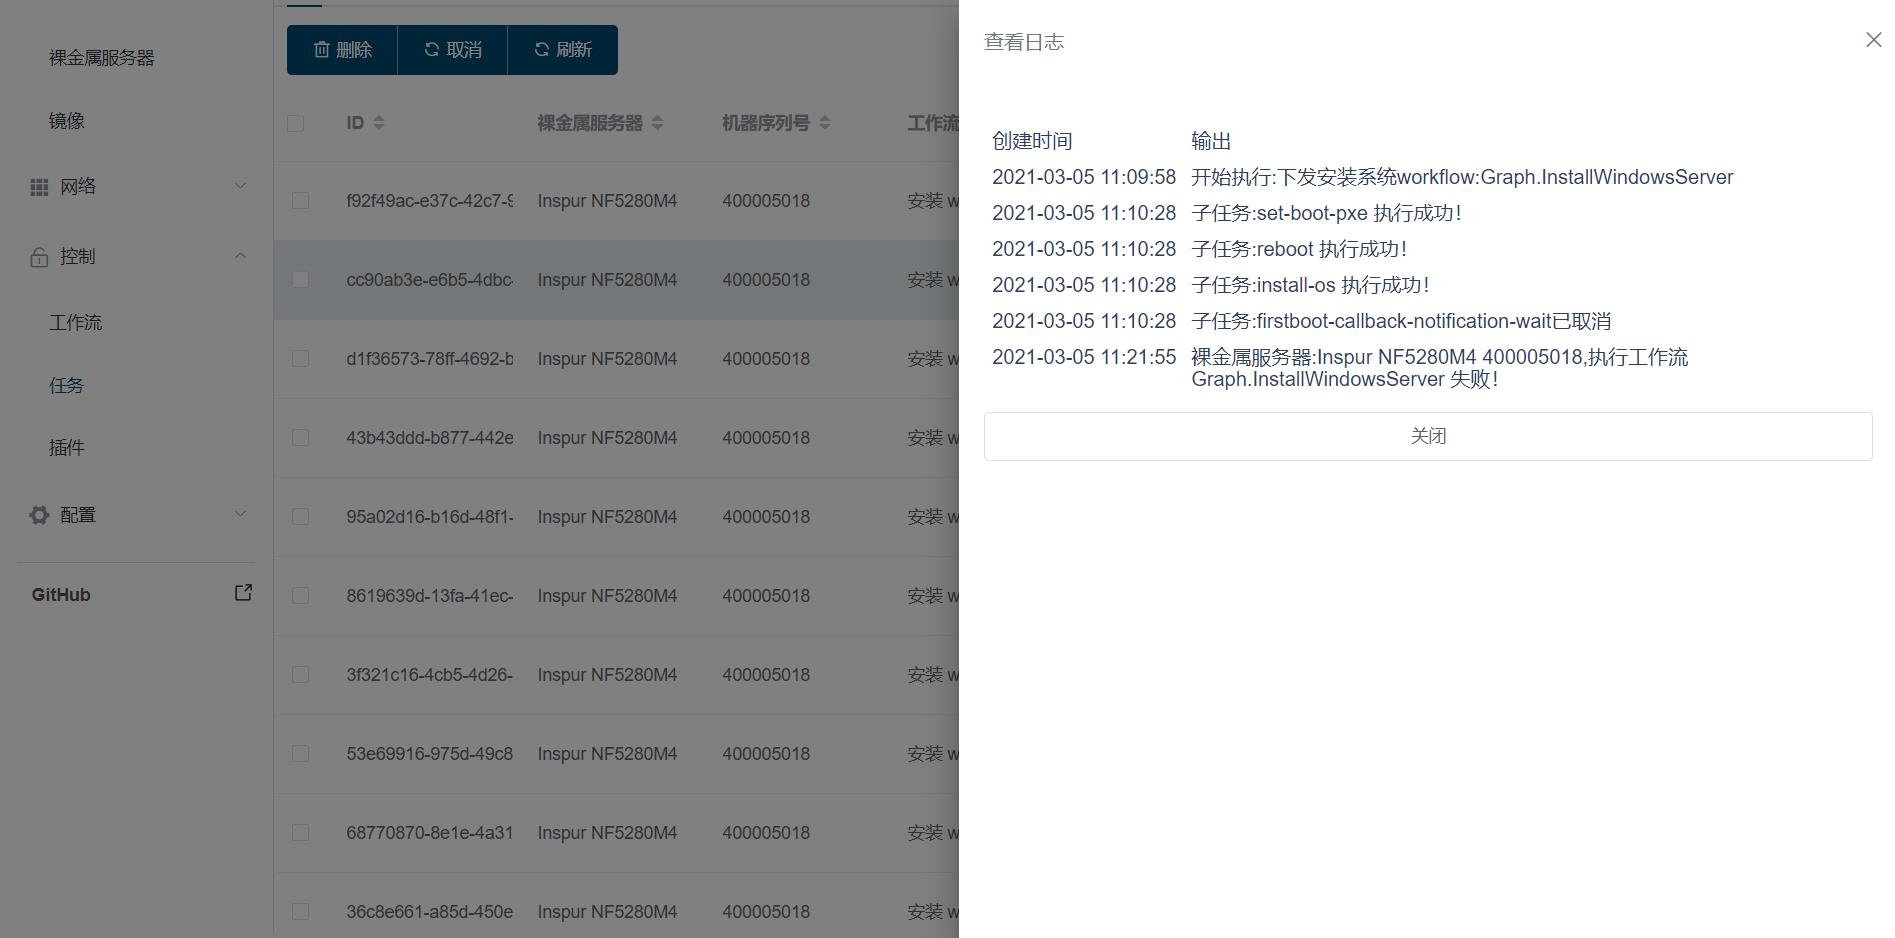 裸金属服务器
镜像
网络
控制
工作流
任务
插件
配置
GitHub
删除 取消 刷新
ID 裸金属服务器 机器序列号 工作流
f92f49ac-e37c-42c7-9 Inspur NF5280M4 400005018 安装 w
cc90ab3e-e6b5-4dbc- Inspur NF5280M4 400005018 安装 w
d1f36573-78ff-4692-b Inspur NF5280M4 400005018 安装 w
43b43ddd-b877-442e Inspur NF5280M4 400005018 安装 w
95a02d16-b16d-48f1- Inspur NF5280M4 400005018 安装 w
8619639d-13fa-41ec- Inspur NF5280M4 400005018 安装 w
3f321c16-4cb5-4d26- Inspur NF5280M4 400005018 安装 w
53e69916-975d-49c8 Inspur NF5280M4 400005018 安装 w
68770870-8e1e-4a31 Inspur NF5280M4 400005018 安装 w
36c8e661-a85d-450e Inspur NF5280M4 400005018 安装 w
查看日志
创建时间 输出
2021-03-05 11:09:58 开始执行:下发安装系统workflow:Graph.InstallWindowsServer
2021-03-05 11:10:28 子任务:set-boot-pxe 执行成功!
2021-03-05 11:10:28 子任务:reboot 执行成功!
2021-03-05 11:10:28 子任务:install-os 执行成功!
2021-03-05 11:10:28 子任务:firstboot-callback-notification-wait已取消
2021-03-05 11:21:55 裸金属服务器:Inspur NF5280M4 400005018,执行工作流
Graph.InstallWindowsServer 失败!
关闭